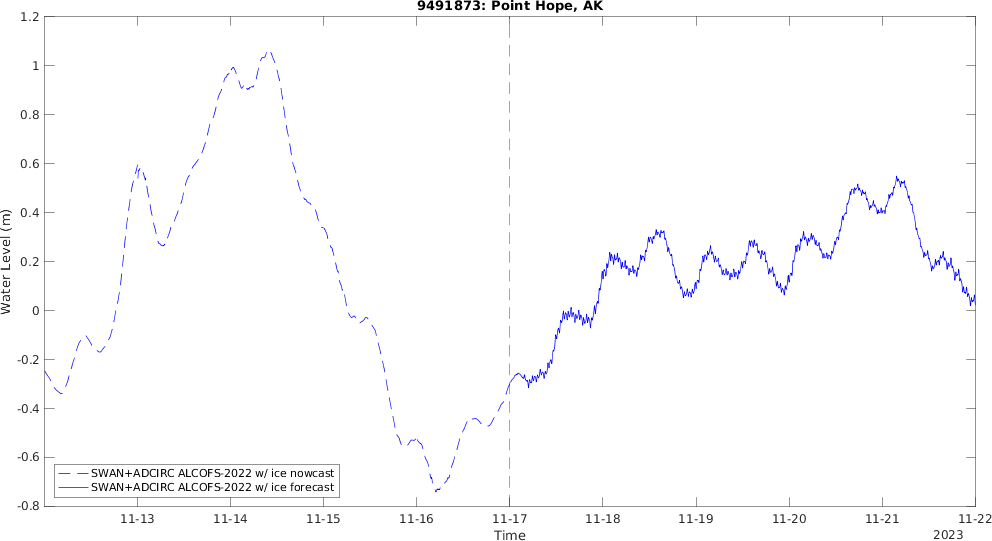 9491873: Point Hope, AK
1.2
1
0.8
0.6
0.4
0.2
0
-0.2
-0.4
-0.6
-0.8
Water Level (m)
SWAN+ADCIRC ALCOFS-2022 w/ ice nowcast
SWAN+ADCIRC ALCOFS-2022 w/ ice forecast
11-13 11-14 11-15 11-16 11-17 11-18 11-19 11-20 11-21 11-22
Time
2023